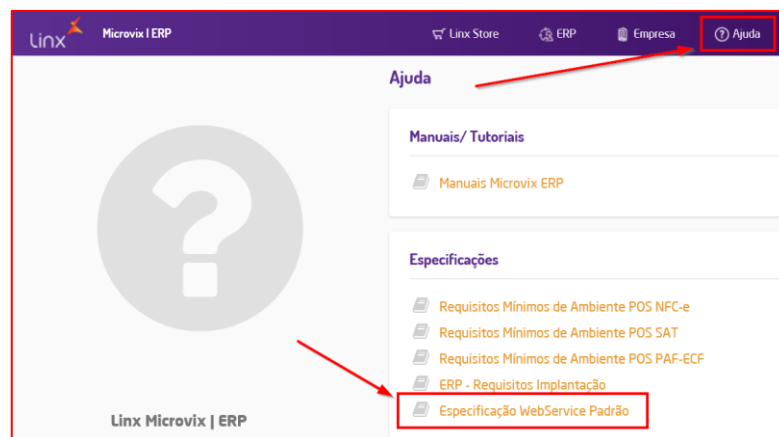 Linx Microvix | ERP Linx Store ERP Empresa ? Ajuda
Ajuda
Manuais/ Tutoriais
Manuais Microvix ERP
Especificações
Requisitos Mínimos de Ambiente POS NFC-e
Requisitos Mínimos de Ambiente POS SAT
Requisitos Mínimos de Ambiente POS PAF-ECF
ERP - Requisitos Implantação
Especificação WebService Padrão
?
Linx Microvix | ERP